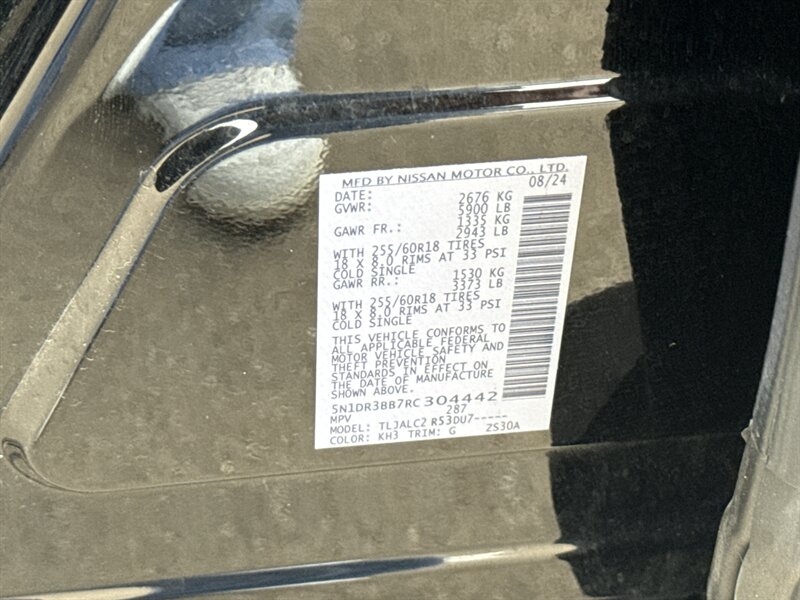 MFD BY NISSAN MOTOR CO., LTD.
DATE: 08/24
GVWR: 2676 KG
5900 LB
GAWR FR.: 1335 KG
2943 LB
WITH 255/60R18 TIRES
18 X 8.0 RIMS AT 33 PSI
COLD SINGLE
GAWR RR.: 1530 KG
3373 LB
WITH 255/60R18 TIRES
18 X 8.0 RIMS AT 33 PSI
COLD SINGLE
THIS VEHICLE CONFORMS TO
ALL APPLICABLE FEDERAL
MOTOR VEHICLE SAFETY AND
THEFT PREVENTION
STANDARDS IN EFFECT ON
THE DATE OF MANUFACTURE
SHOWN ABOVE.
5N1DR3BB7RC304442
MPV 287
MODEL: TLJALC2 R53DU7-----
COLOR: KH3 TRIM: G ZS30A